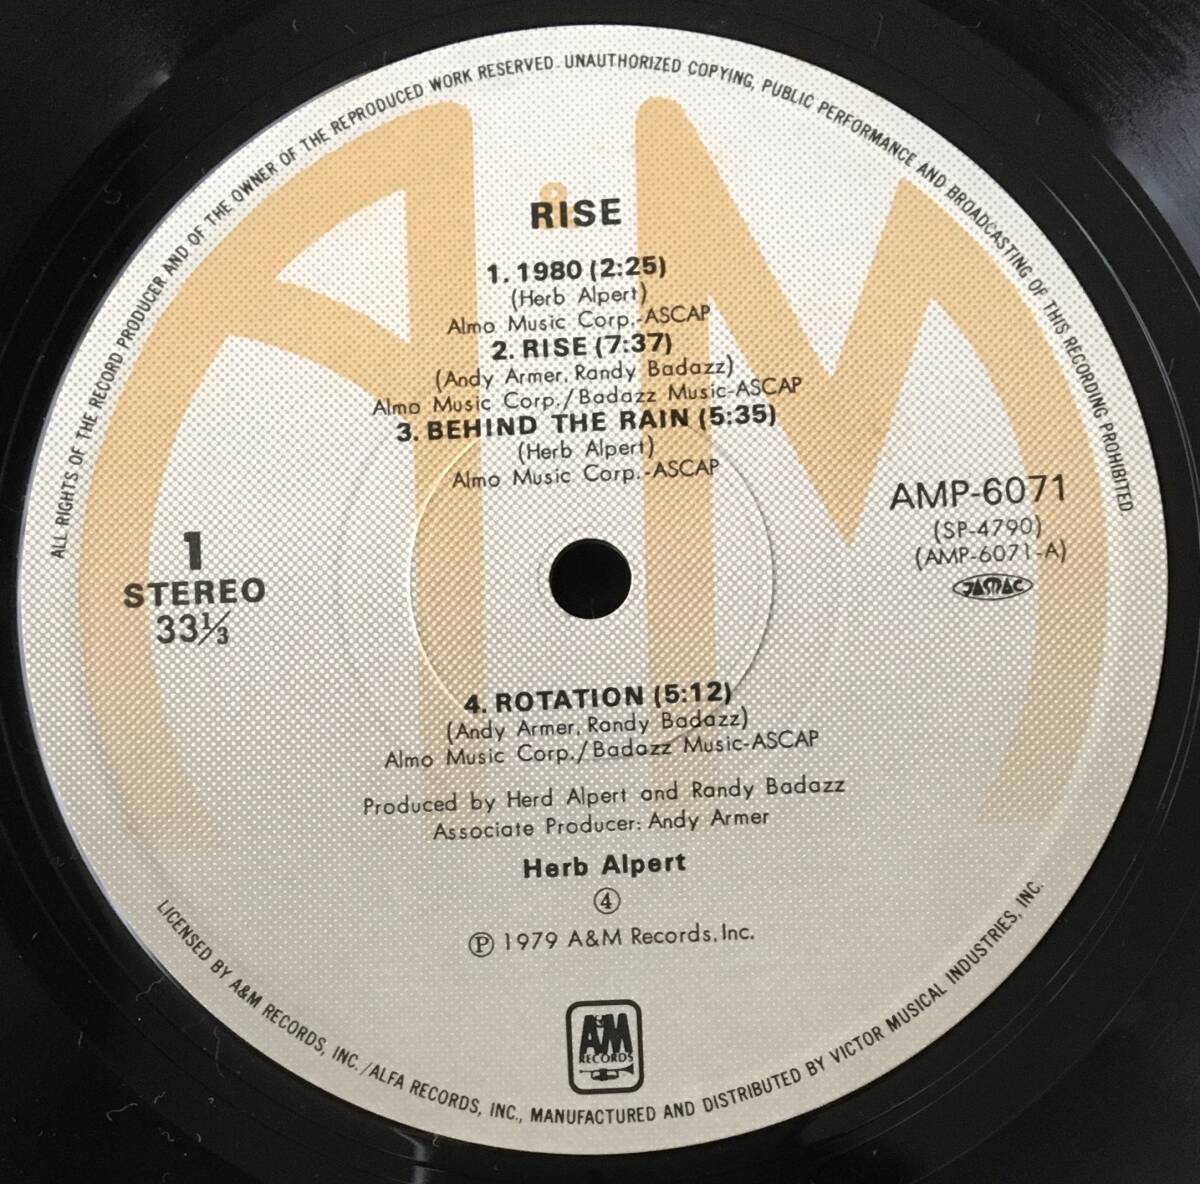 ALL RIGHTS OF THE RECORD PRODUCER AND OF THE OWNER OF THE REPRODUCED WORK RESERVED. UNAUTHORIZED COPYING, PUBLIC PERFORMANCE AND BROADCASTING OF THIS RECORDING PROHIBITED
RISE
1. 1980 (2:25)
(Herb Alpert)
Almo Music Corp.-ASCAP
2. RISE (7:37)
(Andy Armer, Randy Badazz)
Almo Music Corp./Badazz Music-ASCAP
3. BEHIND THE RAIN (5:35)
(Herb Alpert)
Almo Music Corp.-ASCAP
1
STEREO
33⅓
AMP-6071
(SP-4790)
(AMP-6071-A)
JASRAC
4. ROTATION (5:12)
(Andy Armer, Randy Badazz)
Almo Music Corp./Badazz Music-ASCAP
Produced by Herd Alpert and Randy Badazz
Associate Producer: Andy Armer
Herb Alpert
④
Ⓟ 1979 A&M Records, Inc.
A&M
RECORDS
LICENSED BY A&M RECORDS, INC./ALFA RECORDS, INC., MANUFACTURED AND DISTRIBUTED BY VICTOR MUSICAL INDUSTRIES, INC.